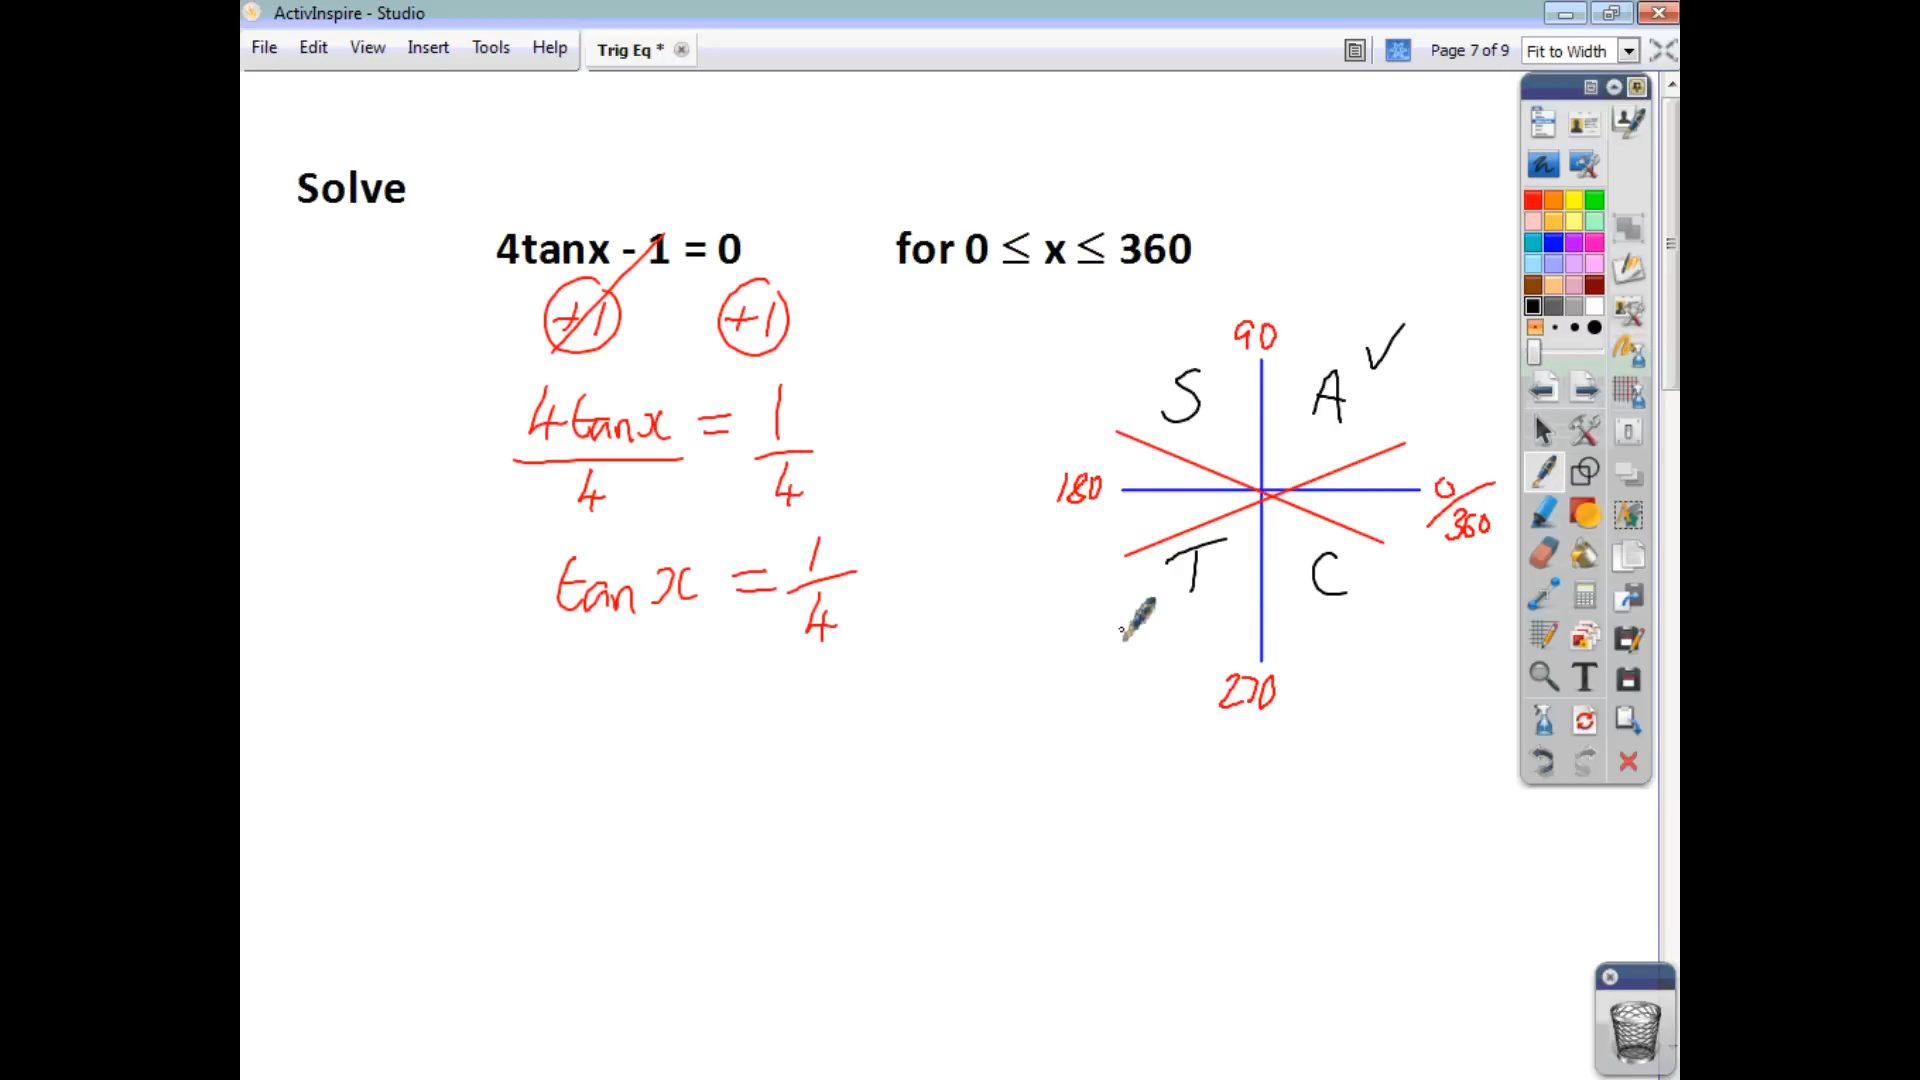 ActivInspire - Studio
File Edit View Insert Tools Help
Trig Eq *
Page 7 of 9
Fit to Width
Solve
4tanx - 1 = 0 for 0 ≤ x ≤ 360
+1 +1
4tanx/4 = 1/4
tan x = 1/4
90
S A ✓
180 0/360
T C
270
T